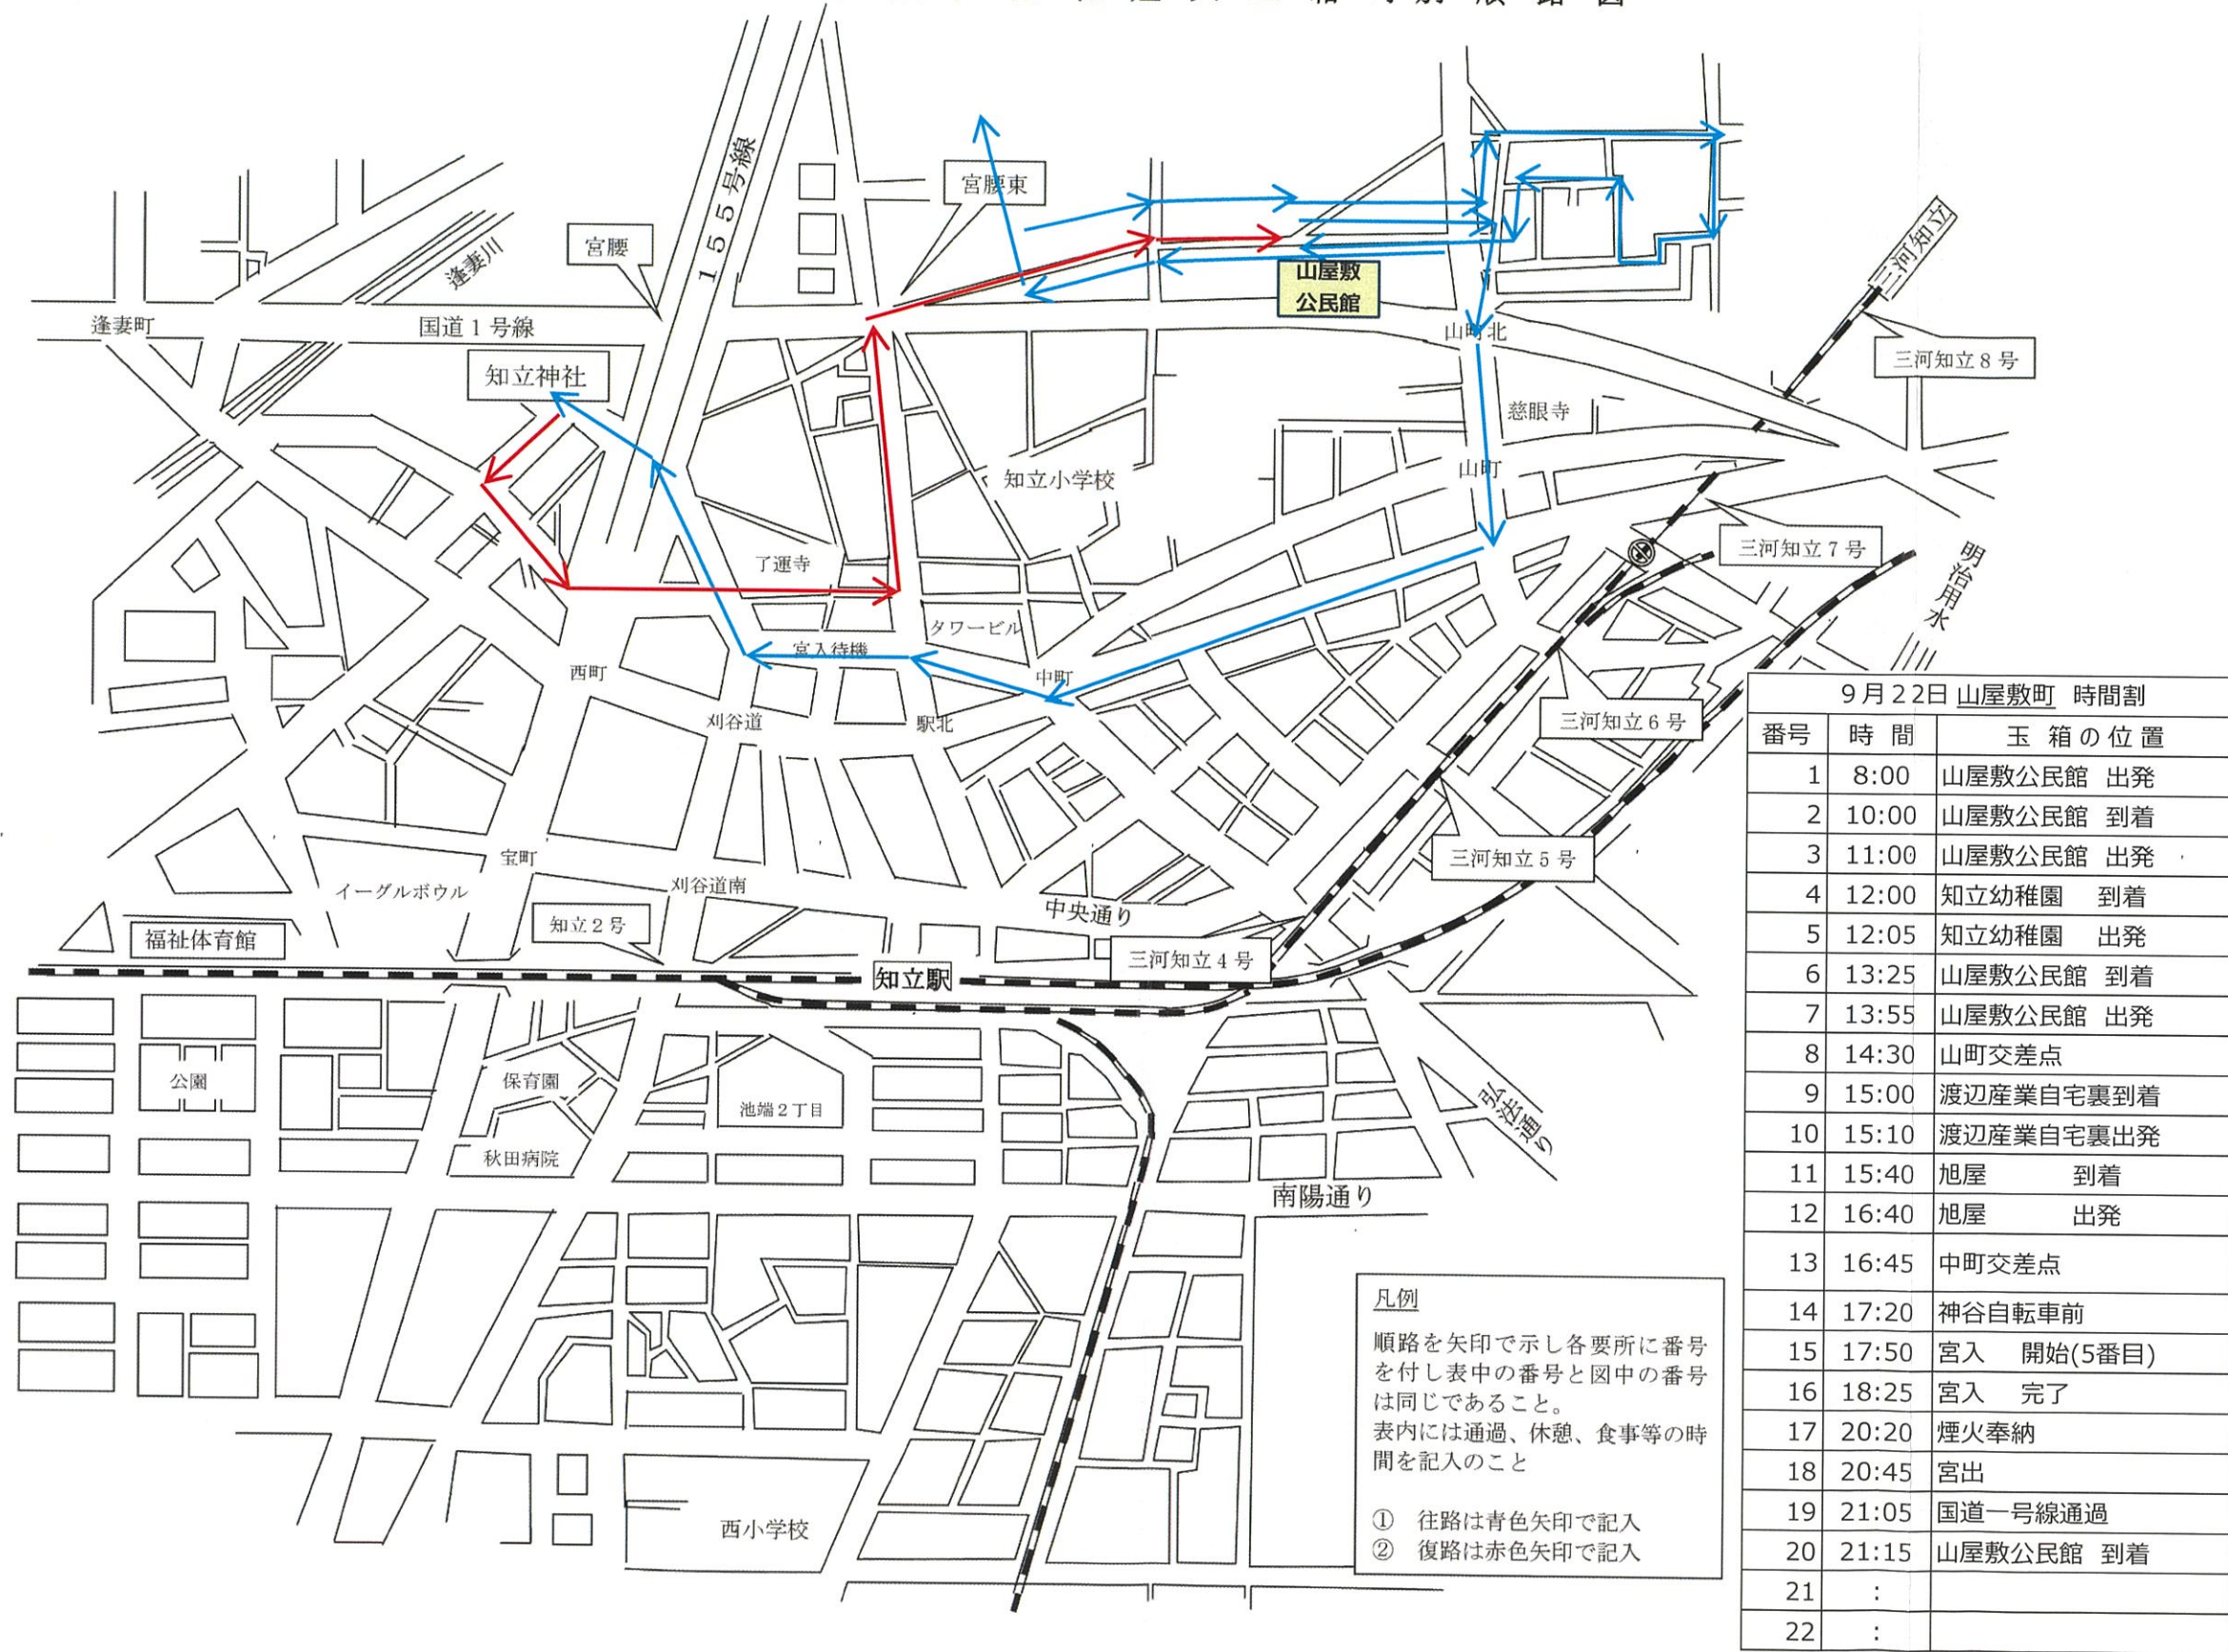 155号線
宮腰東
宮腰
逢妻川
逢妻町
国道1号線
山屋敷
公民館
山町北
三河知立
三河知立8号
知立神社
慈眼寺
山町
知立小学校
三河知立7号
明治用水
了運寺
タワービル
宮入待機
中町
西町
刈谷道
駅北
三河知立6号
三河知立5号
宝町
イーグルボウル
刈谷道南
中央通り
知立2号
福祉体育館
三河知立4号
知立駅
公園
保育園
池端2丁目
秋田病院
弘法通り
南陽通り
西小学校
凡例
順路を矢印で示し各要所に番号
を付し表中の番号と図中の番号
は同じであること。
表内には通過、休憩、食事等の時
間を記入のこと
① 往路は青色矢印で記入
② 復路は赤色矢印で記入
9月22日 山屋敷町 時間割
番号 時間 玉箱の位置
1 8:00 山屋敷公民館 出発
2 10:00 山屋敷公民館 到着
3 11:00 山屋敷公民館 出発
4 12:00 知立幼稚園 到着
5 12:05 知立幼稚園 出発
6 13:25 山屋敷公民館 到着
7 13:55 山屋敷公民館 出発
8 14:30 山町交差点
9 15:00 渡辺産業自宅裏到着
10 15:10 渡辺産業自宅裏出発
11 15:40 旭屋 到着
12 16:40 旭屋 出発
13 16:45 中町交差点
14 17:20 神谷自転車前
15 17:50 宮入 開始(5番目)
16 18:25 宮入 完了
17 20:20 煙火奉納
18 20:45 宮出
19 21:05 国道一号線通過
20 21:15 山屋敷公民館 到着
21 :
22 :